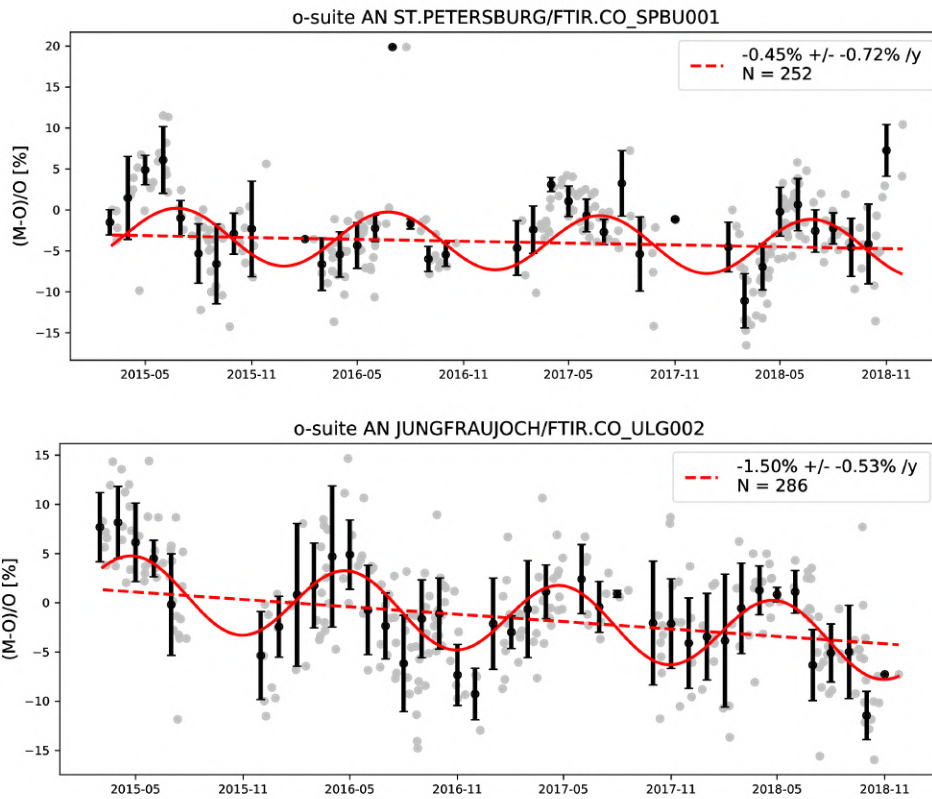 o-suite AN ST.PETERSBURG/FTIR.CO_SPBU001
(M-O)/O [%]
20
15
10
5
0
−5
−10
−15
-0.45% +/- -0.72% /y
N = 252
2015-05 2015-11 2016-05 2016-11 2017-05 2017-11 2018-05 2018-11
o-suite AN JUNGFRAUJOCH/FTIR.CO_ULG002
(M-O)/O [%]
15
10
5
0
−5
−10
−15
-1.50% +/- -0.53% /y
N = 286
2015-05 2015-11 2016-05 2016-11 2017-05 2017-11 2018-05 2018-11